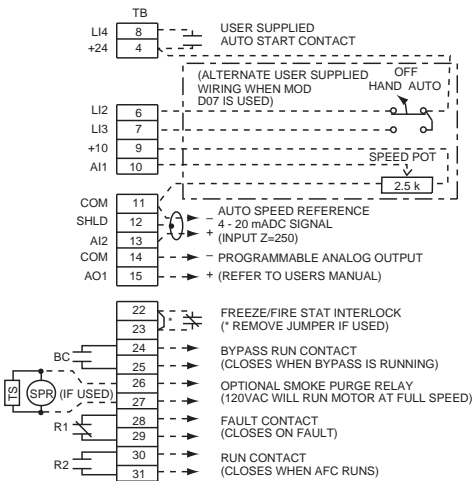 TB
LI4 8 USER SUPPLIED
+24 4 AUTO START CONTACT
(ALTERNATE USER SUPPLIED
WIRING WHEN MOD
D07 IS USED)
OFF
HAND AUTO
LI2 6
LI3 7
+10 9
AI1 10
SPEED POT
2.5 k
COM 11
SHLD 12
AI2 13
– AUTO SPEED REFERENCE
4 - 20 mADC SIGNAL
+ (INPUT Z=250)
COM 14 – PROGRAMMABLE ANALOG OUTPUT
AO1 15 + (REFER TO USERS MANUAL)
22 * FREEZE/FIRE STAT INTERLOCK
23 (* REMOVE JUMPER IF USED)
BC 24 BYPASS RUN CONTACT
25 (CLOSES WHEN BYPASS IS RUNNING)
TS SPR (IF USED) 26 OPTIONAL SMOKE PURGE RELAY
27 (120VAC WILL RUN MOTOR AT FULL SPEED)
R1 28 FAULT CONTACT
29 (CLOSES ON FAULT)
R2 30 RUN CONTACT
31 (CLOSES WHEN AFC RUNS)